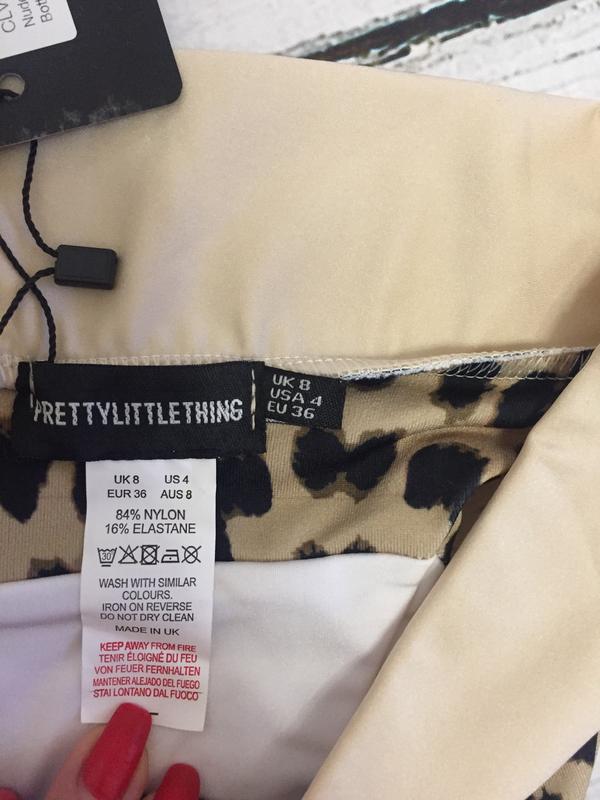 CLV
Nude
Bott
PRETTYLITTLETHING
UK 8
USA 4
EU 36
UK 8 US 4
EUR 36 AUS 8
84% NYLON
16% ELASTANE
30
WASH WITH SIMILAR
COLOURS.
IRON ON REVERSE
DO NOT DRY CLEAN
MADE IN UK
KEEP AWAY FROM FIRE
TENIR ÉLOIGNÉ DU FEU
VON FEUER FERNHALTEN
MANTENER ALEJADO DEL FUEGO
STAI LONTANO DAL FUOCO